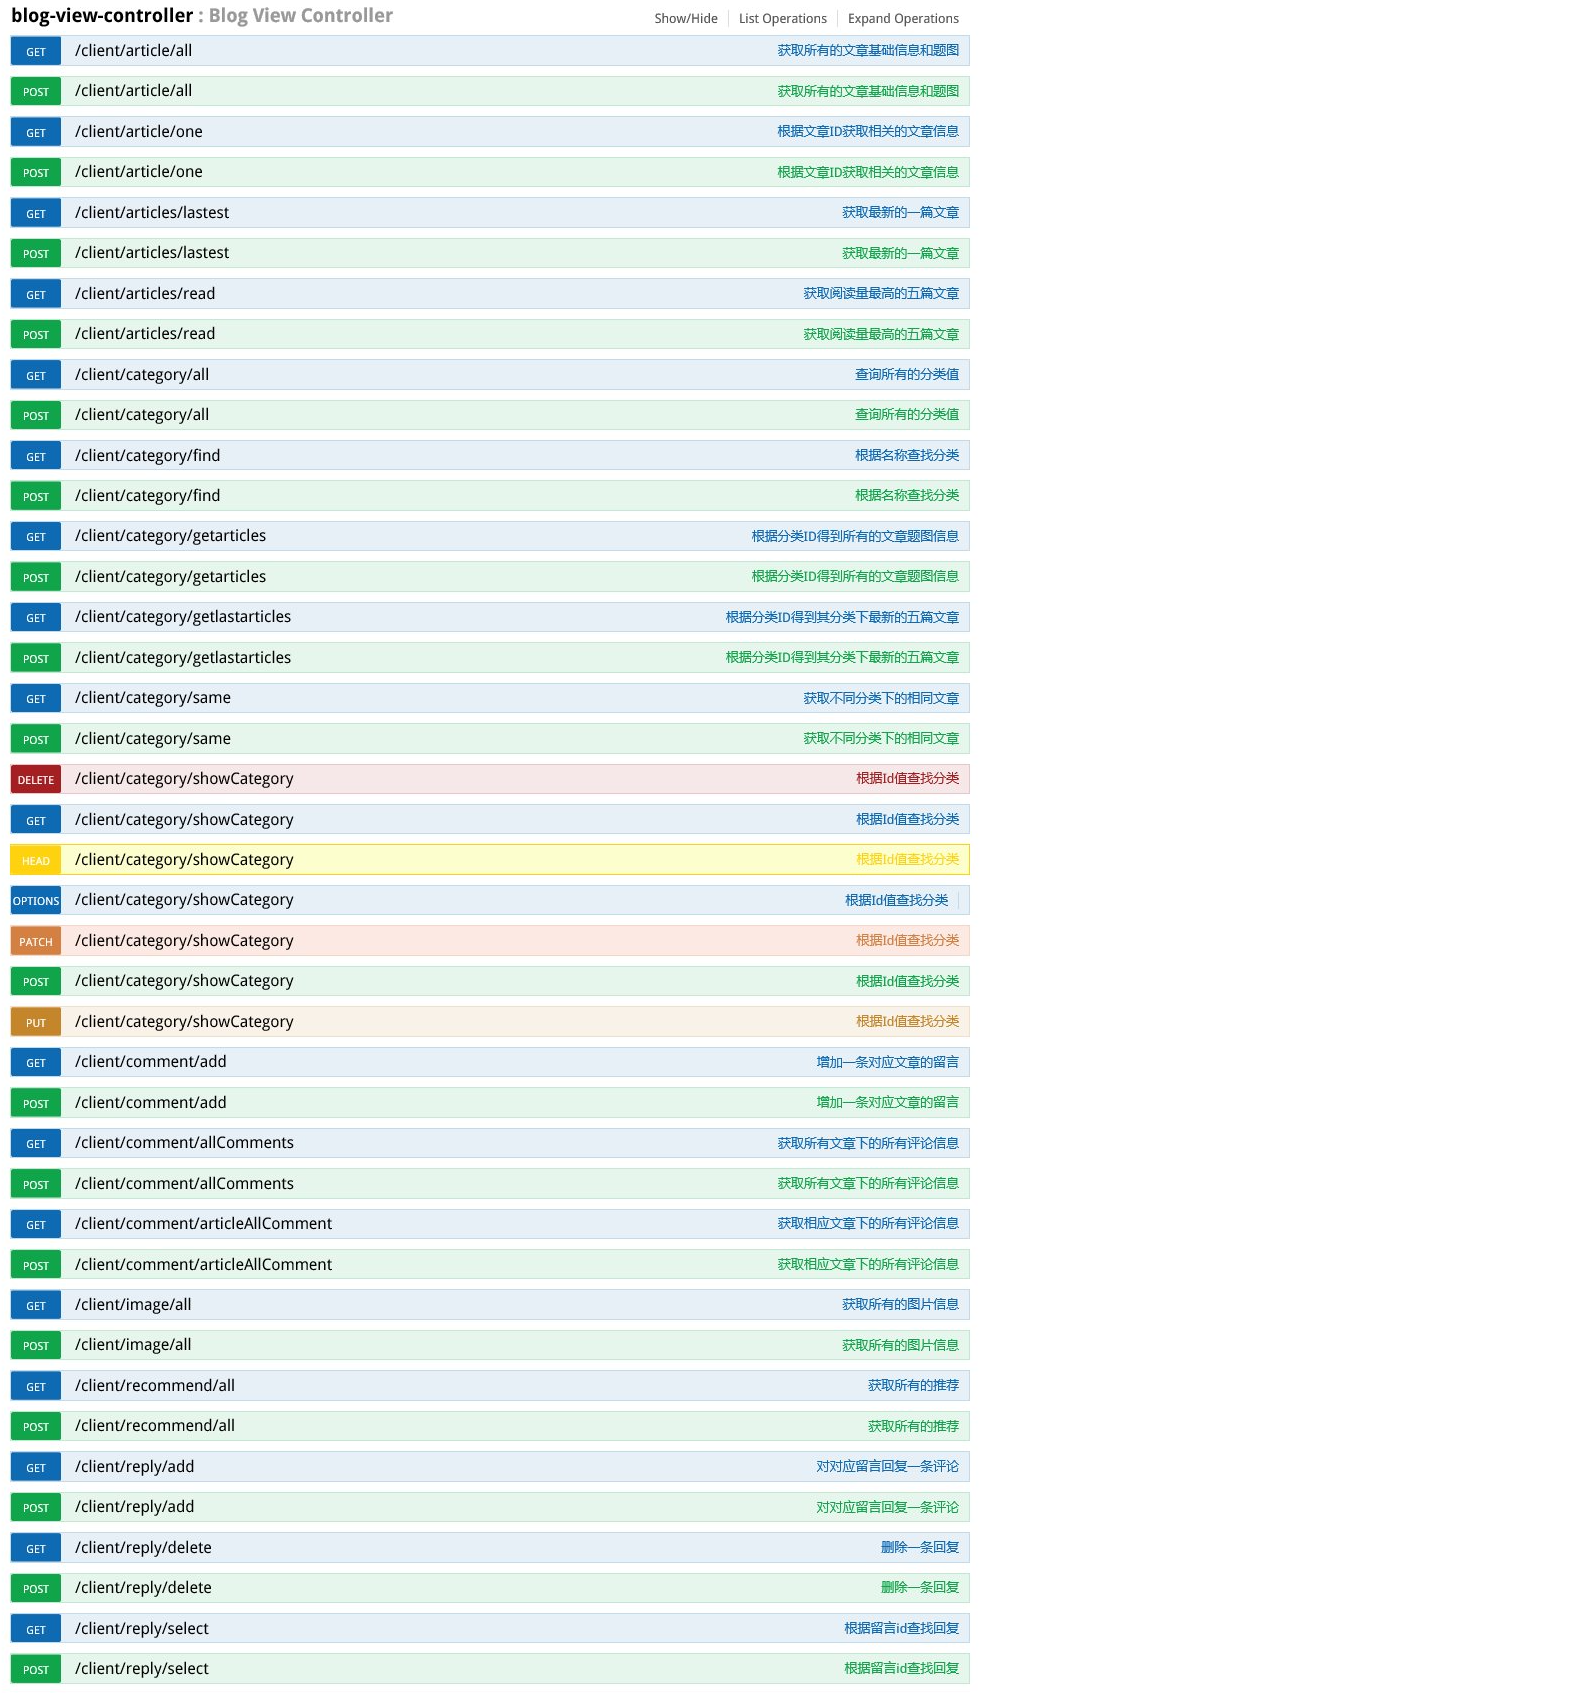 blog-view-controller : Blog View Controller Show/Hide List Operations Expand Operations
GET /client/article/all 获取所有的文章基础信息和题图
POST /client/article/all 获取所有的文章基础信息和题图
GET /client/article/one 根据文章ID获取相关的文章信息
POST /client/article/one 根据文章ID获取相关的文章信息
GET /client/articles/lastest 获取最新的一篇文章
POST /client/articles/lastest 获取最新的一篇文章
GET /client/articles/read 获取阅读量最高的五篇文章
POST /client/articles/read 获取阅读量最高的五篇文章
GET /client/category/all 查询所有的分类值
POST /client/category/all 查询所有的分类值
GET /client/category/find 根据名称查找分类
POST /client/category/find 根据名称查找分类
GET /client/category/getarticles 根据分类ID得到所有的文章题图信息
POST /client/category/getarticles 根据分类ID得到所有的文章题图信息
GET /client/category/getlastarticles 根据分类ID得到其分类下最新的五篇文章
POST /client/category/getlastarticles 根据分类ID得到其分类下最新的五篇文章
GET /client/category/same 获取不同分类下的相同文章
POST /client/category/same 获取不同分类下的相同文章
DELETE /client/category/showCategory 根据Id值查找分类
GET /client/category/showCategory 根据Id值查找分类
HEAD /client/category/showCategory 根据Id值查找分类
OPTIONS /client/category/showCategory 根据Id值查找分类
PATCH /client/category/showCategory 根据Id值查找分类
POST /client/category/showCategory 根据Id值查找分类
PUT /client/category/showCategory 根据Id值查找分类
GET /client/comment/add 增加一条对应文章的留言
POST /client/comment/add 增加一条对应文章的留言
GET /client/comment/allComments 获取所有文章下的所有评论信息
POST /client/comment/allComments 获取所有文章下的所有评论信息
GET /client/comment/articleAllComment 获取相应文章下的所有评论信息
POST /client/comment/articleAllComment 获取相应文章下的所有评论信息
GET /client/image/all 获取所有的图片信息
POST /client/image/all 获取所有的图片信息
GET /client/recommend/all 获取所有的推荐
POST /client/recommend/all 获取所有的推荐
GET /client/reply/add 对对应留言回复一条评论
POST /client/reply/add 对对应留言回复一条评论
GET /client/reply/delete 删除一条回复
POST /client/reply/delete 删除一条回复
GET /client/reply/select 根据留言id查找回复
POST /client/reply/select 根据留言id查找回复